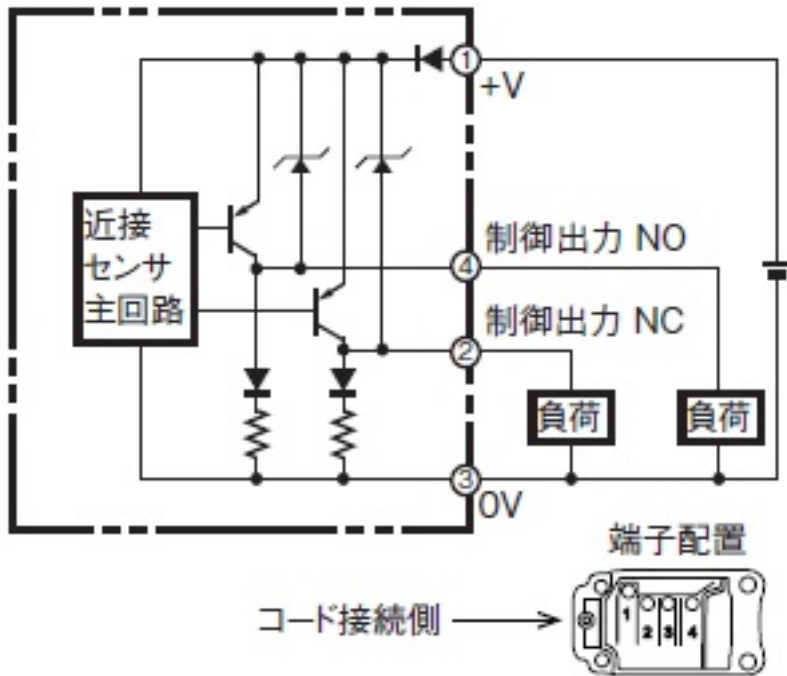 ①
+V
近接
センサ
主回路
制御出力 NO
④
制御出力 NC
②
負荷
負荷
③
0V
端子配置
コード接続側
1
2
3
4